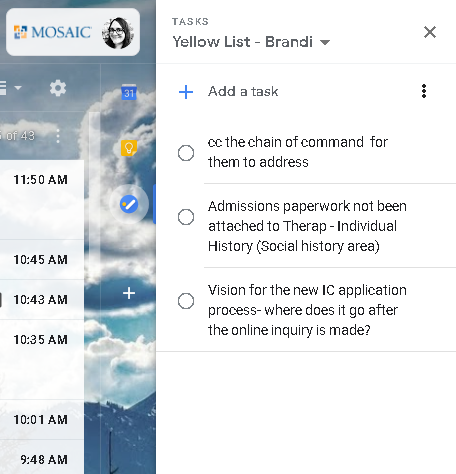 MOSAIC
TASKS
Yellow List - Brandi
31
Add a task
of 43
cc the chain of command for
them to address
11:50 AM
Admissions paperwork not been
attached to Therap - Individual
History (Social history area)
10:45 AM
10:43 AM
Vision for the new IC application
process- where does it go after
the online inquiry is made?
10:35 AM
10:01 AM
9:48 AM